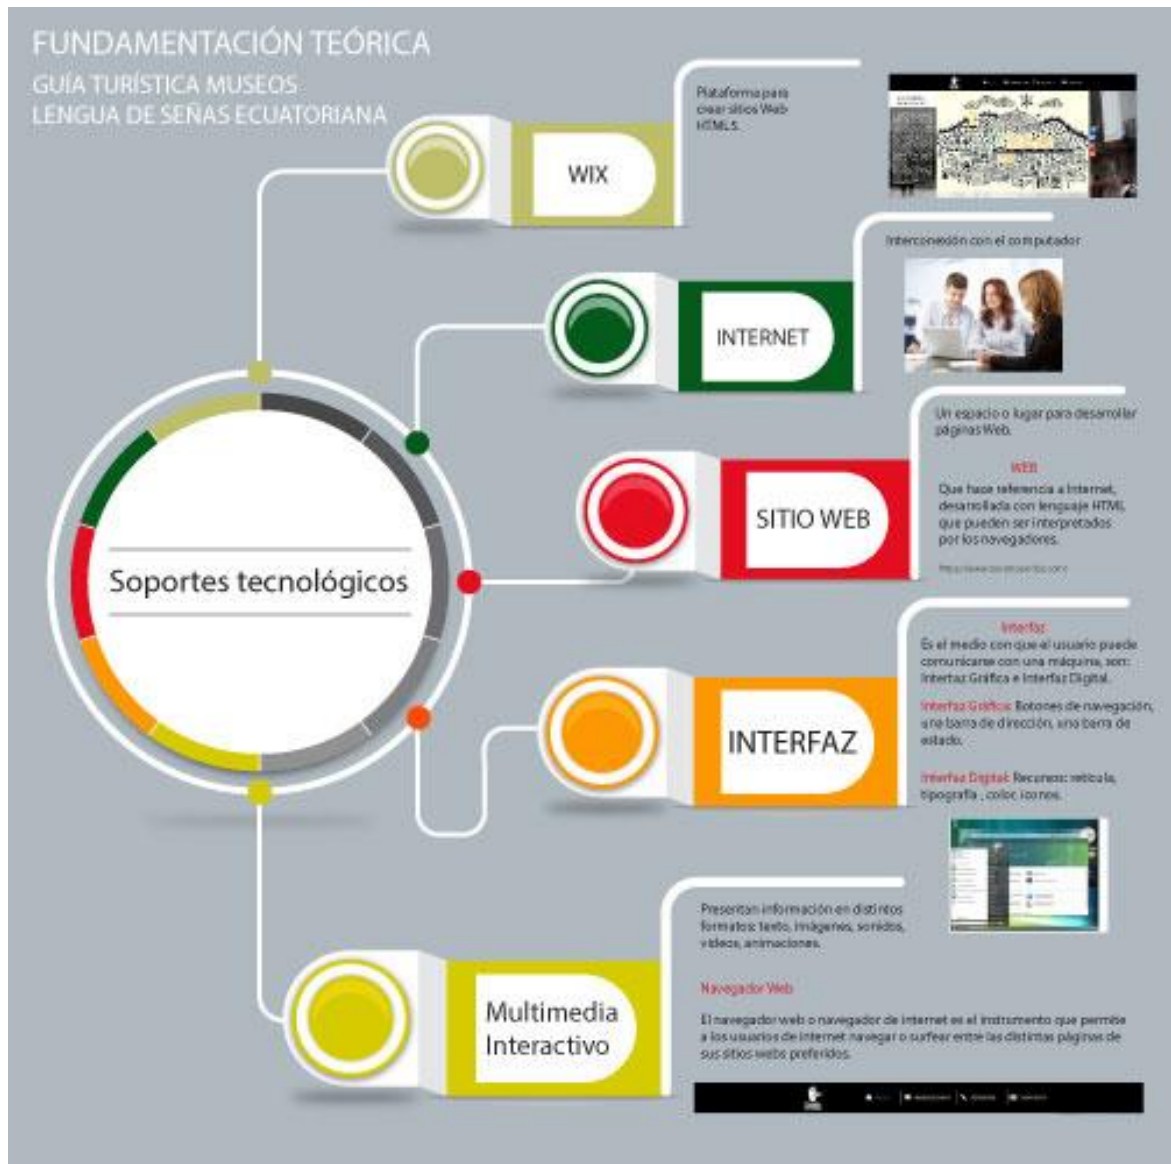 FUNDAMENTACIÓN TEÓRICA
GUÍA TURÍSTICA MUSEOS
LENGUA DE SEÑAS ECUATORIANA
WIX
Plataforma para
crear sitios Web
HTML5.
INTERNET
Interconexión con el computador
SITIO WEB
Un espacio o lugar para desarrollar
páginas Web.
WEB
Que hace referencia a Internet,
desarrollada con lenguaje HTML
que pueden ser interpretados
por los navegadores.
Soportes tecnológicos
INTERFAZ
Interfaz
Es el medio con que el usuario puede
comunicarse con una máquina, son:
Interfaz Gráfica e Interfaz Digital.
Interfaz Gráfica: Botones de navegación,
una barra de dirección, una barra de
estado.
Interfaz Digital: Recursos: retícula,
tipografía , color, iconos.
Multimedia
Interactivo
Presentan información en distintos
formatos: texto, imágenes, sonidos,
videos, animaciones.
Navegador Web
El navegador web o navegador de internet es el instrumento que permite
a los usuarios de internet navegar o surfear entre las distintas páginas de
sus sitios webs preferidos.